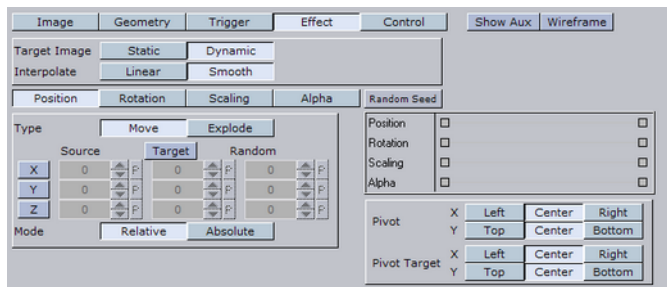 Image Geometry Trigger Effect Control Show Aux Wireframe
Target Image Static Dynamic
Interpolate Linear Smooth
Position Rotation Scaling Alpha Random Seed
Type Move Explode
Source Target Random
X 0 P 0 P 0 P
Y 0 P 0 P 0 P
Z 0 P 0 P 0 P
Mode Relative Absolute
Position
Rotation
Scaling
Alpha
Pivot X Left Center Right
Y Top Center Bottom
Pivot Target X Left Center Right
Y Top Center Bottom